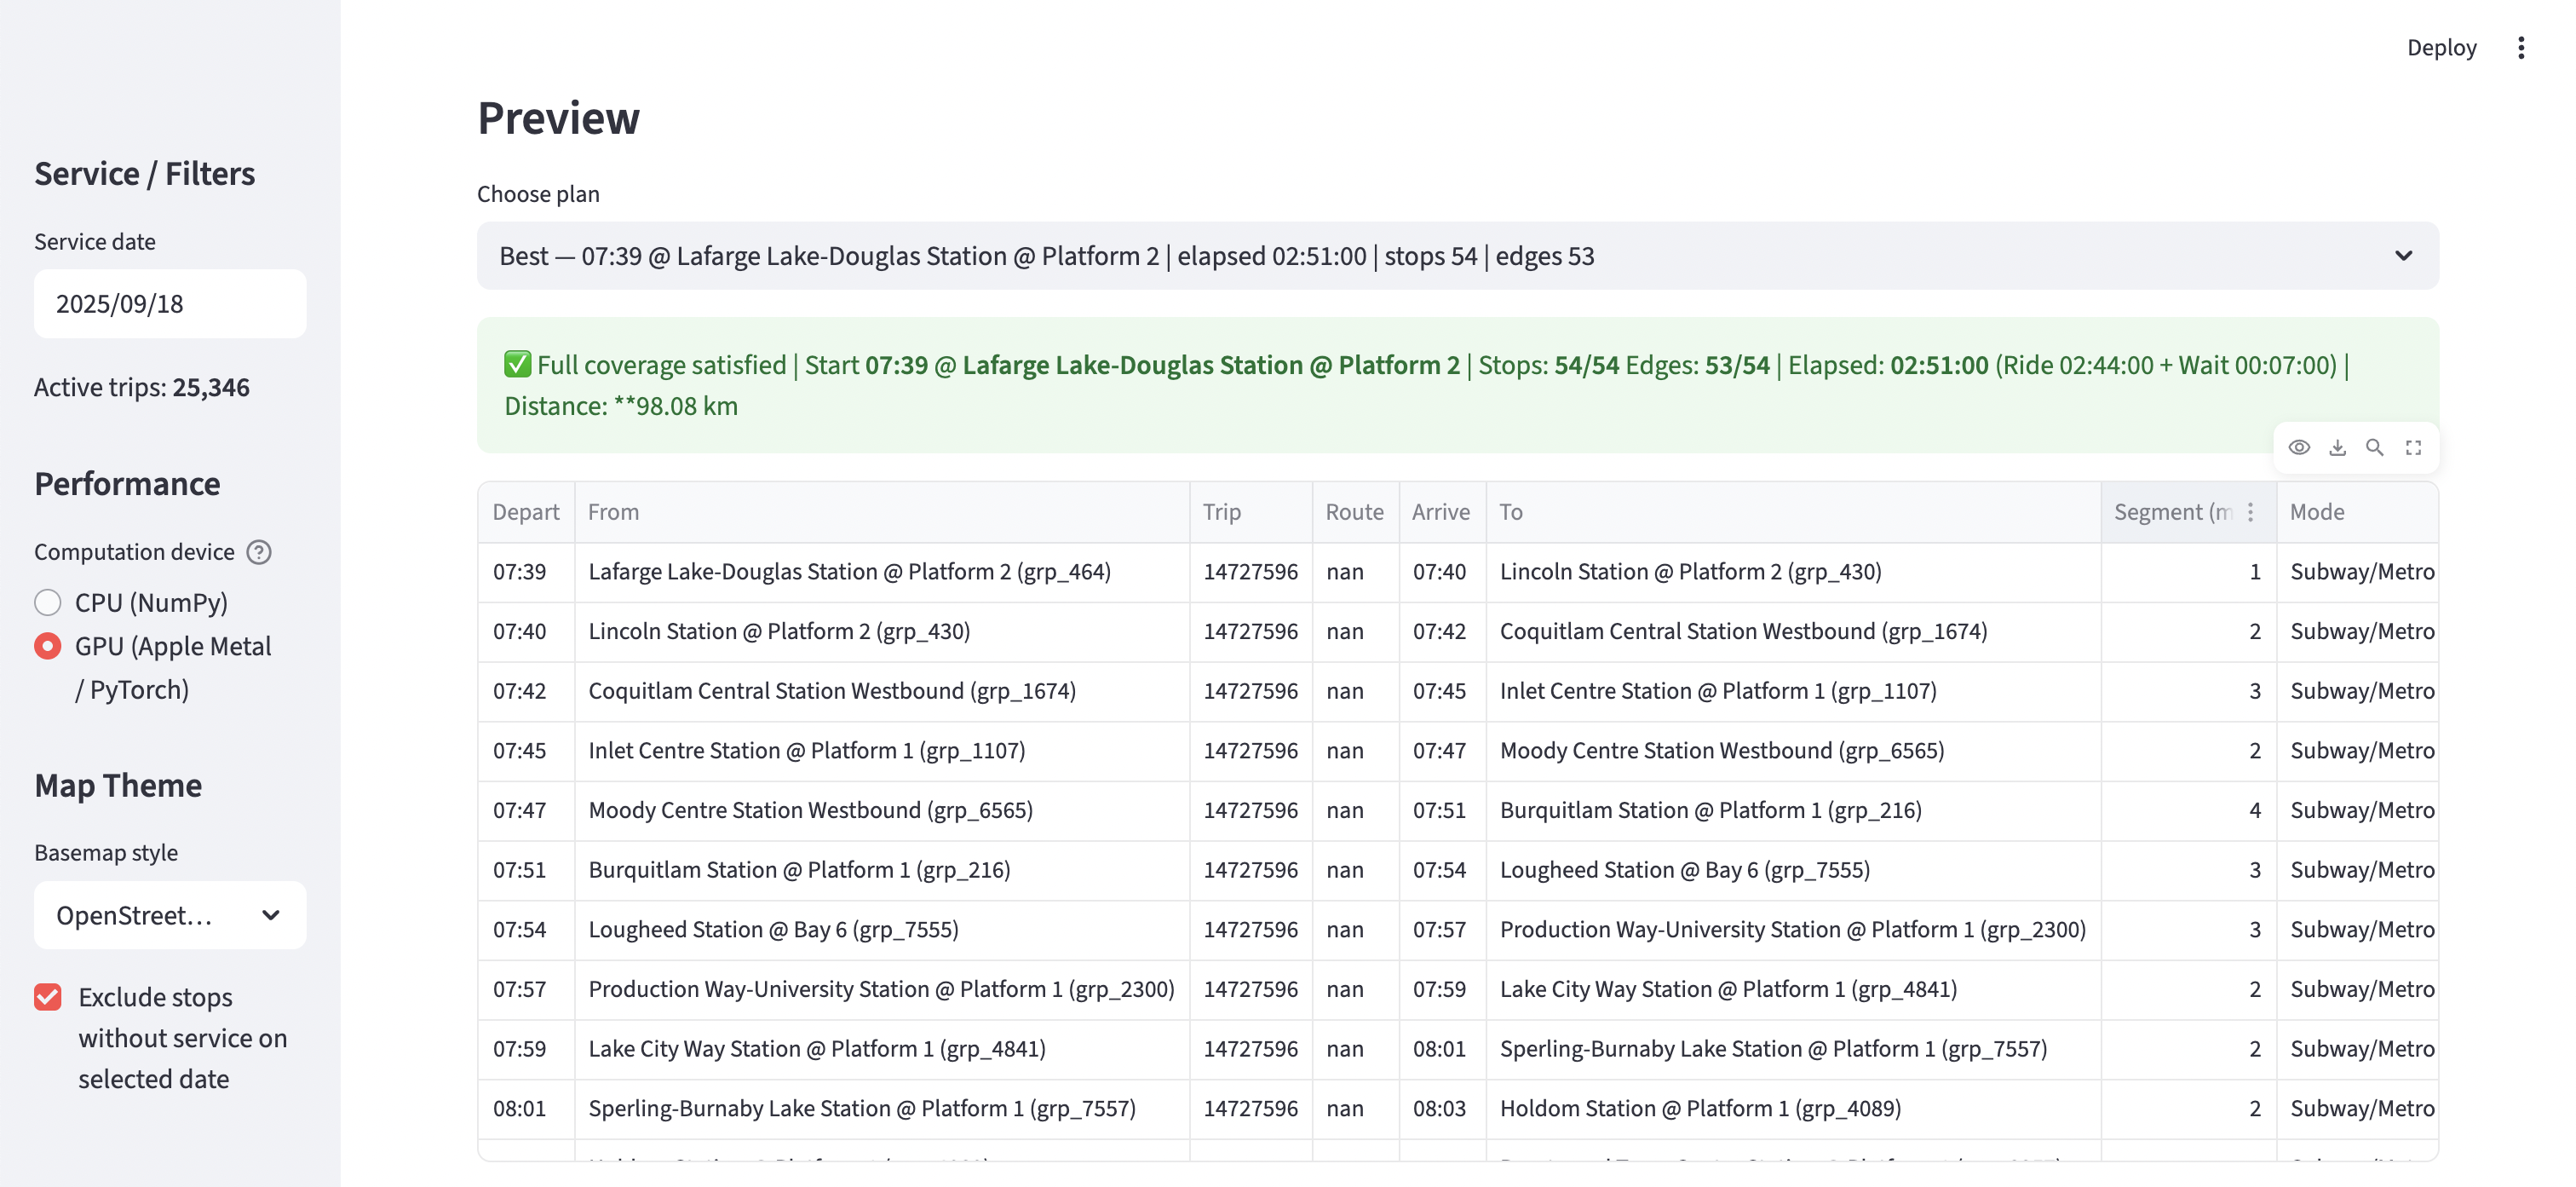 Deploy
Service / Filters
Service date
2025/09/18
Active trips: 25,346
Performance
Computation device
CPU (NumPy)
GPU (Apple Metal
/ PyTorch)
Map Theme
Basemap style
OpenStreet…
Exclude stops
without service on
selected date
Preview
Choose plan
Best — 07:39 @ Lafarge Lake-Douglas Station @ Platform 2 | elapsed 02:51:00 | stops 54 | edges 53
Full coverage satisfied | Start 07:39 @ Lafarge Lake-Douglas Station @ Platform 2 | Stops: 54/54 Edges: 53/54 | Elapsed: 02:51:00 (Ride 02:44:00 + Wait 00:07:00) |
Distance: **98.08 km
Depart From Trip Route Arrive To Segment (m Mode
07:39 Lafarge Lake-Douglas Station @ Platform 2 (grp_464) 14727596 nan 07:40 Lincoln Station @ Platform 2 (grp_430) 1 Subway/Metro
07:40 Lincoln Station @ Platform 2 (grp_430) 14727596 nan 07:42 Coquitlam Central Station Westbound (grp_1674) 2 Subway/Metro
07:42 Coquitlam Central Station Westbound (grp_1674) 14727596 nan 07:45 Inlet Centre Station @ Platform 1 (grp_1107) 3 Subway/Metro
07:45 Inlet Centre Station @ Platform 1 (grp_1107) 14727596 nan 07:47 Moody Centre Station Westbound (grp_6565) 2 Subway/Metro
07:47 Moody Centre Station Westbound (grp_6565) 14727596 nan 07:51 Burquitlam Station @ Platform 1 (grp_216) 4 Subway/Metro
07:51 Burquitlam Station @ Platform 1 (grp_216) 14727596 nan 07:54 Lougheed Station @ Bay 6 (grp_7555) 3 Subway/Metro
07:54 Lougheed Station @ Bay 6 (grp_7555) 14727596 nan 07:57 Production Way-University Station @ Platform 1 (grp_2300) 3 Subway/Metro
07:57 Production Way-University Station @ Platform 1 (grp_2300) 14727596 nan 07:59 Lake City Way Station @ Platform 1 (grp_4841) 2 Subway/Metro
07:59 Lake City Way Station @ Platform 1 (grp_4841) 14727596 nan 08:01 Sperling-Burnaby Lake Station @ Platform 1 (grp_7557) 2 Subway/Metro
08:01 Sperling-Burnaby Lake Station @ Platform 1 (grp_7557) 14727596 nan 08:03 Holdom Station @ Platform 1 (grp_4089) 2 Subway/Metro